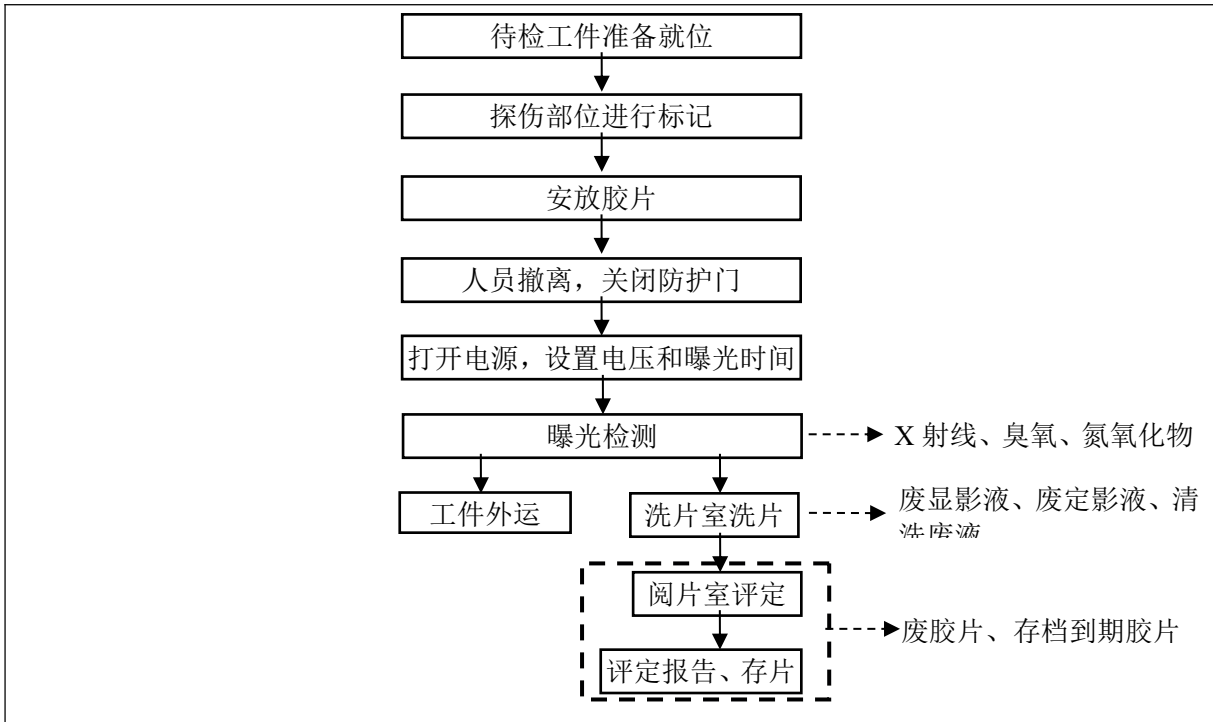 待检工件准备就位
探伤部位进行标记
安放胶片
人员撤离，关闭防护门
打开电源，设置电压和曝光时间
曝光检测
X 射线、臭氧、氮氧化物
工件外运
洗片室洗片
废显影液、废定影液、清
洗废液
阅片室评定
废胶片、存档到期胶片
评定报告、存片